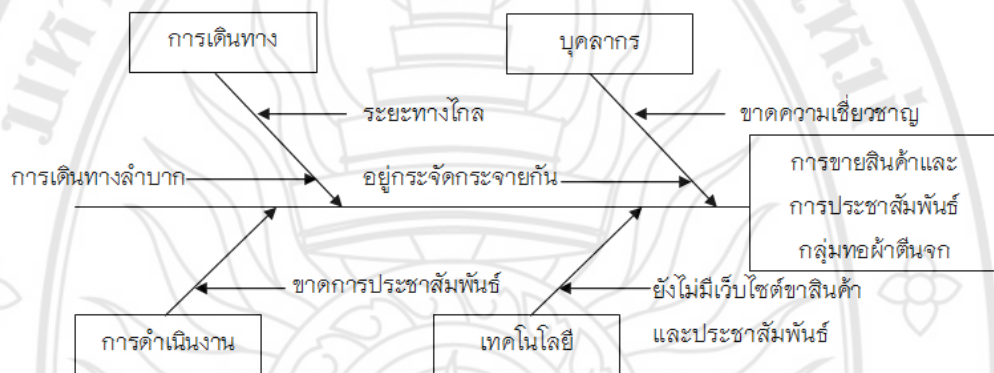 การเดินทาง
บุคลากร
ระยะทางไกล
ขาดความเชี่ยวชาญ
การเดินทางลำบาก
อยู่กระจัดกระจายกัน
การขายสินค้าและ
การประชาสัมพันธ์
กลุ่มทอผ้าตีนจก
ขาดการประชาสัมพันธ์
ยังไม่มีเว็บไซต์ขาสินค้า
และประชาสัมพันธ์
การดำเนินงาน
เทคโนโลยี